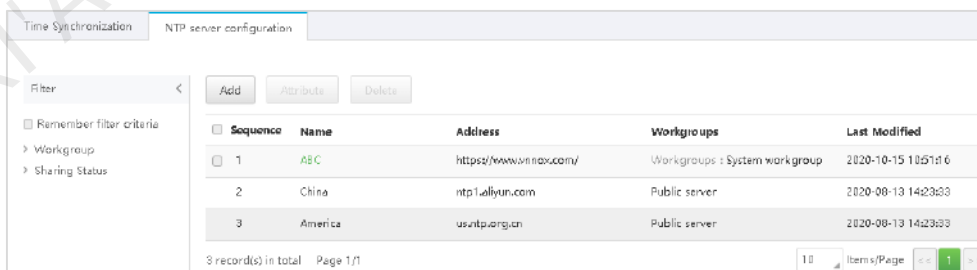 Time Synchronization NTP server configuration
Filter < Add Attribute Delete
Remember filter criteria
> Workgroup
> Sharing Status
Sequence Name Address Workgroups Last Modified
1 ABC https://www.vnnox.com/ Workgroups : System workgroup 2020-10-15 10:51:16
2 China ntp1.aliyun.com Public server 2020-08-13 14:23:33
3 America us.ntp.org.cn Public server 2020-08-13 14:23:33
3 record(s) in total Page 1/1 10 Items/Page << 1